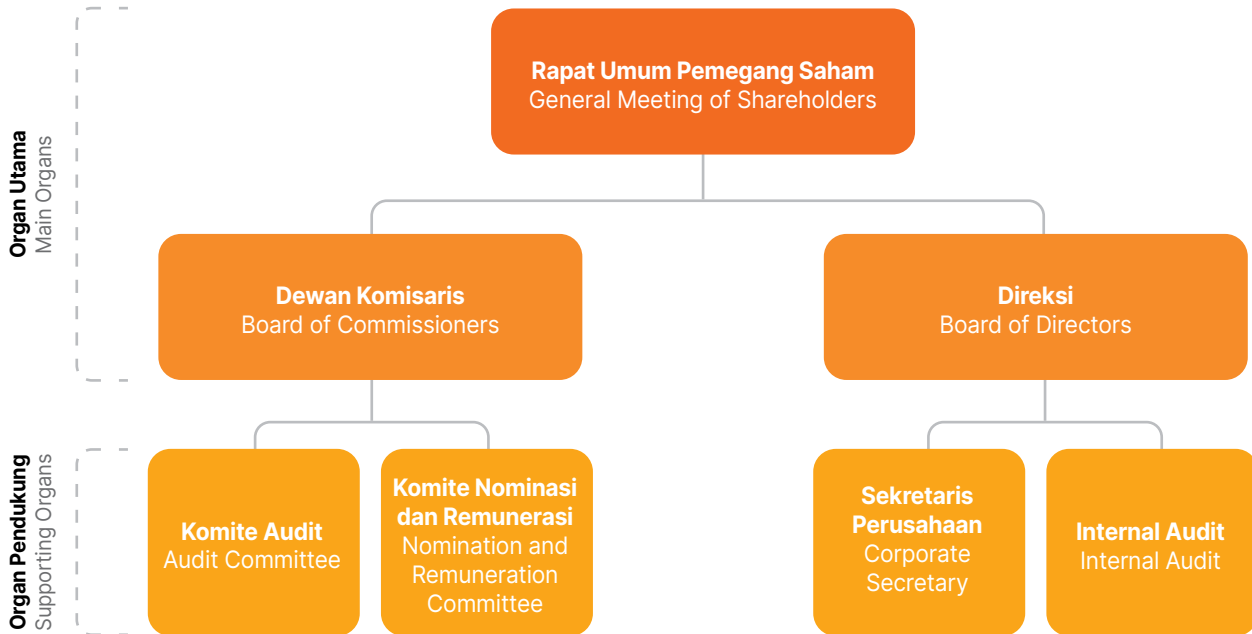 Organ Utama
Main Organs
Rapat Umum Pemegang Saham
General Meeting of Shareholders
Dewan Komisaris
Board of Commissioners
Direksi
Board of Directors
Organ Pendukung
Supporting Organs
Komite Audit
Audit Committee
Komite Nominasi
dan Remunerasi
Nomination and
Remuneration
Committee
Sekretaris
Perusahaan
Corporate
Secretary
Internal Audit
Internal Audit